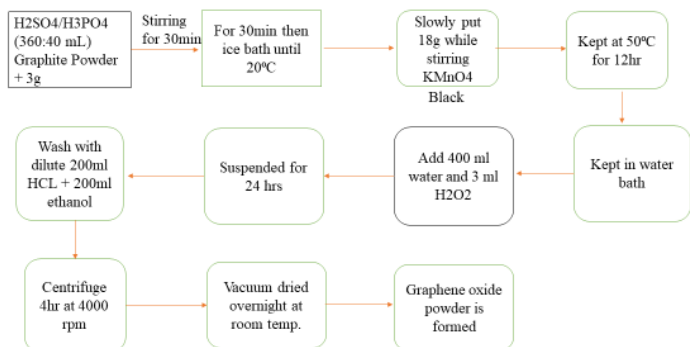 H2SO4/H3PO4
(360:40 mL)
Graphite Powder
+ 3g
Stirring
for 30min
For 30min then
ice bath until
20⁰C
Slowly put
18g while
stirring
KMnO4
Black
Kept at 50⁰C
for 12hr
Kept in water
bath
Add 400 ml
water and 3 ml
H2O2
Suspended for
24 hrs
Wash with
dilute 200ml
HCL + 200ml
ethanol
Centrifuge
4hr at 4000
rpm
Vacuum dried
overnight at
room temp.
Graphene oxide
powder is
formed